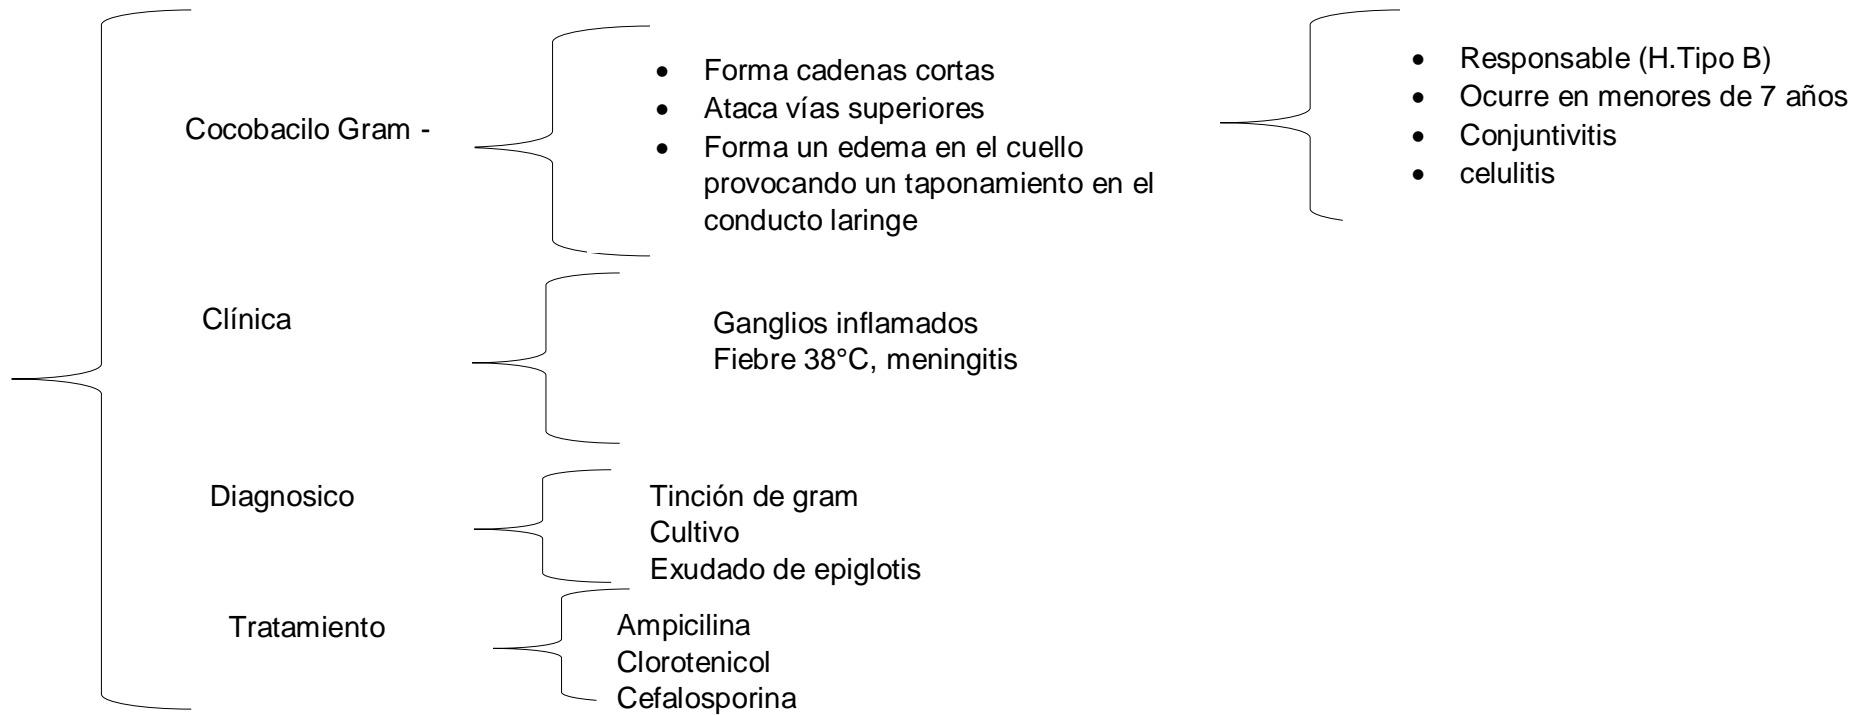 Cocobacilo Gram -
• Forma cadenas cortas
• Ataca vías superiores
• Forma un edema en el cuello
provocando un taponamiento en el
conducto laringe
• Responsable (H.Tipo B)
• Ocurre en menores de 7 años
• Conjuntivitis
• celulitis
Clínica
Ganglios inflamados
Fiebre 38°C, meningitis
Diagnosico
Tinción de gram
Cultivo
Exudado de epiglotis
Tratamiento
Ampicilina
Clorotenicol
Cefalosporina